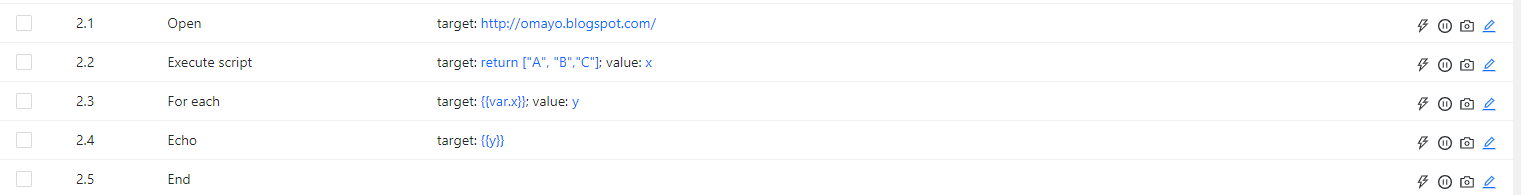 2.1 Open target: http://omayo.blogspot.com/
2.2 Execute script target: return ["A", "B","C"]; value: x
2.3 For each target: {{var.x}}; value: y
2.4 Echo target: {{y}}
2.5 End